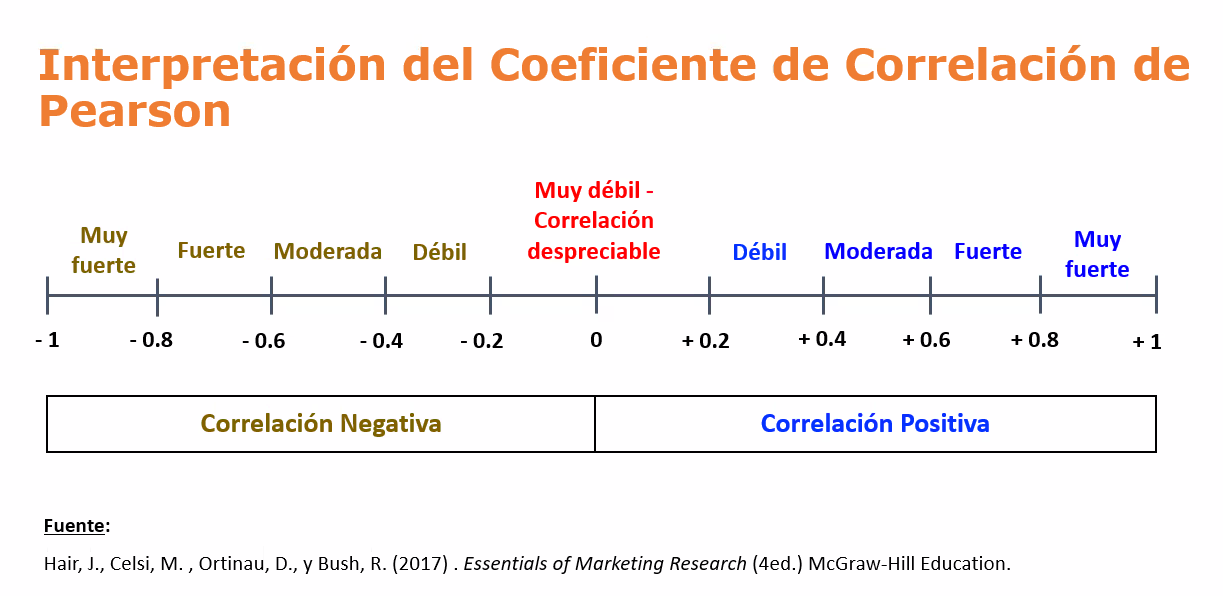 Interpretación del Coeficiente de Correlación de
Pearson
Muy débil -
Correlación
despreciable
Muy
fuerte
Fuerte
Moderada
Débil
Débil
Moderada
Fuerte
Muy
fuerte
- 1
- 0.8
- 0.6
- 0.4
- 0.2
0
+ 0.2
+ 0.4
+ 0.6
+ 0.8
+ 1
Correlación Negativa
Correlación Positiva
Fuente:
Hair, J., Celsi, M. , Ortinau, D., y Bush, R. (2017) . Essentials of Marketing Research (4ed.) McGraw-Hill Education.